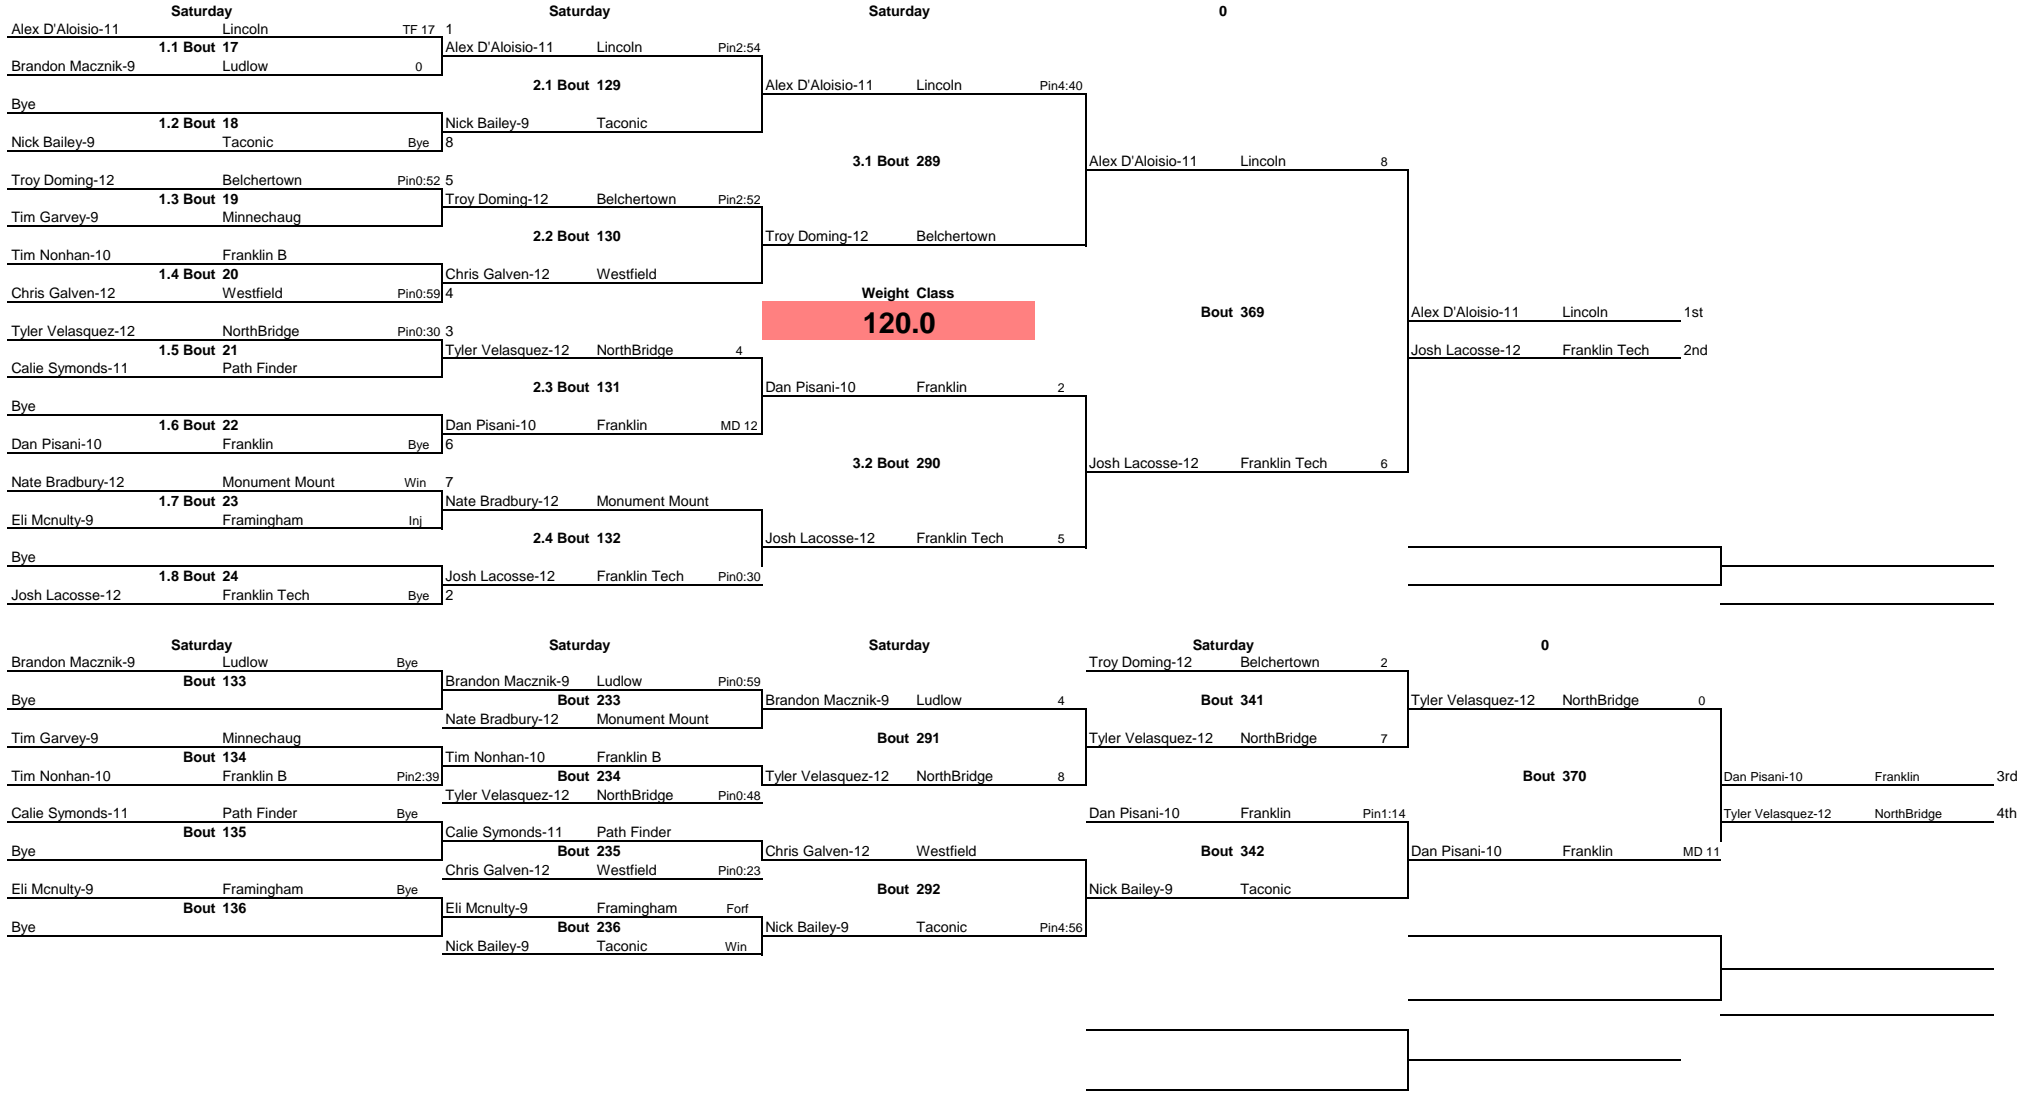 Saturday Saturday Saturday 0
Alex D'Aloisio-11 Lincoln TF 17 1
1.1 Bout 17 Alex D'Aloisio-11 Lincoln Pin2:54
Brandon Macznik-9 Ludlow 0
2.1 Bout 129 Alex D'Aloisio-11 Lincoln Pin4:40
Bye
1.2 Bout 18 Nick Bailey-9 Taconic
Nick Bailey-9 Taconic Bye 8
3.1 Bout 289 Alex D'Aloisio-11 Lincoln 8
Troy Doming-12 Belchertown Pin0:52 5
1.3 Bout 19 Troy Doming-12 Belchertown Pin2:52
Tim Garvey-9 Minnechaug
2.2 Bout 130 Troy Doming-12 Belchertown
Tim Nonhan-10 Franklin B
1.4 Bout 20 Chris Galven-12 Westfield
Chris Galven-12 Westfield Pin0:59 4 Weight Class
Bout 369 Alex D'Aloisio-11 Lincoln 1st
120.0
Tyler Velasquez-12 NorthBridge Pin0:30 3
1.5 Bout 21 Tyler Velasquez-12 NorthBridge 4 Josh Lacosse-12 Franklin Tech 2nd
Calie Symonds-11 Path Finder
2.3 Bout 131 Dan Pisani-10 Franklin 2
Bye
1.6 Bout 22 Dan Pisani-10 Franklin MD 12
Dan Pisani-10 Franklin Bye 6
3.2 Bout 290 Josh Lacosse-12 Franklin Tech 6
Nate Bradbury-12 Monument Mount Win 7
1.7 Bout 23 Nate Bradbury-12 Monument Mount
Eli Mcnulty-9 Framingham Inj
2.4 Bout 132 Josh Lacosse-12 Franklin Tech 5
Bye
1.8 Bout 24 Josh Lacosse-12 Franklin Tech Pin0:30
Josh Lacosse-12 Franklin Tech Bye 2
Saturday Saturday Saturday Saturday 0
Brandon Macznik-9 Ludlow Bye Troy Doming-12 Belchertown 2
Bout 133 Brandon Macznik-9 Ludlow Pin0:59
Bye Bout 233 Brandon Macznik-9 Ludlow 4 Bout 341 Tyler Velasquez-12 NorthBridge 0
Nate Bradbury-12 Monument Mount
Tim Garvey-9 Minnechaug Bout 291 Tyler Velasquez-12 NorthBridge 7
Bout 134 Tim Nonhan-10 Franklin B
Tim Nonhan-10 Franklin B Pin2:39 Bout 234 Tyler Velasquez-12 NorthBridge 8 Bout 370 Dan Pisani-10 Franklin 3rd
Tyler Velasquez-12 NorthBridge Pin0:48
Calie Symonds-11 Path Finder Bye Dan Pisani-10 Franklin Pin1:14 Tyler Velasquez-12 NorthBridge 4th
Bout 135 Calie Symonds-11 Path Finder
Bye Bout 235 Chris Galven-12 Westfield Bout 342 Dan Pisani-10 Franklin MD 11
Chris Galven-12 Westfield Pin0:23
Eli Mcnulty-9 Framingham Bye Bout 292 Nick Bailey-9 Taconic
Bout 136 Eli Mcnulty-9 Framingham Forf
Bye Bout 236 Nick Bailey-9 Taconic Pin4:56
Nick Bailey-9 Taconic Win